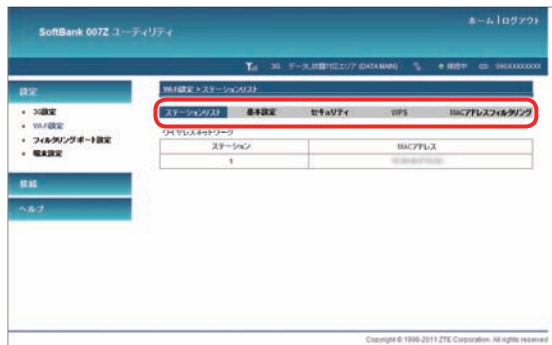 SoftBank 007Z ユーティリティ
ホーム|ログアウト
3G データ定額対応エリア (DATA MAIN) 接続中 090XXXXXXXX
設定
3G設定
Wi-Fi設定
フィルタリングポート設定
端末設定
接続
ヘルプ
Wi-Fi設定 > ステーションリスト
ステーションリスト 基本設定 セキュリティ WPS MACアドレスフィルタリング
ワイヤレスネットワーク
ステーション MACアドレス
1
Copyright © 1998-2011 ZTE Corporation. All rights reserved